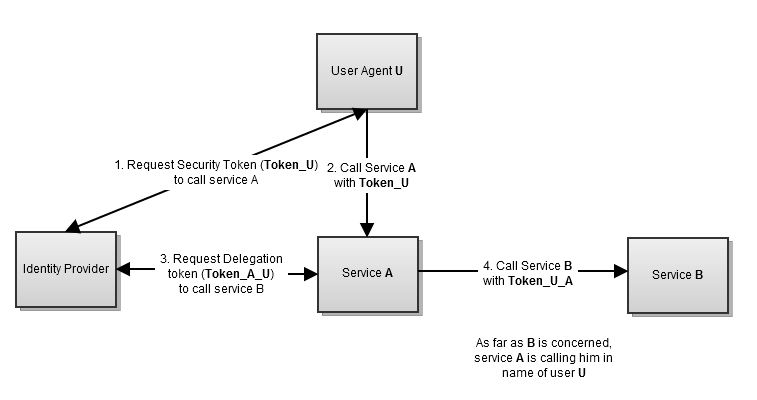 User Agent U
1. Request Security Token (Token_U)
to call service A
2. Call Service A
with Token_U
Identity Provider
3. Request Delegation
token (Token_A_U)
to call service B
Service A
4. Call Service B
with Token_U_A
Service B
As far as B is concerned,
service A is calling him in
name of user U